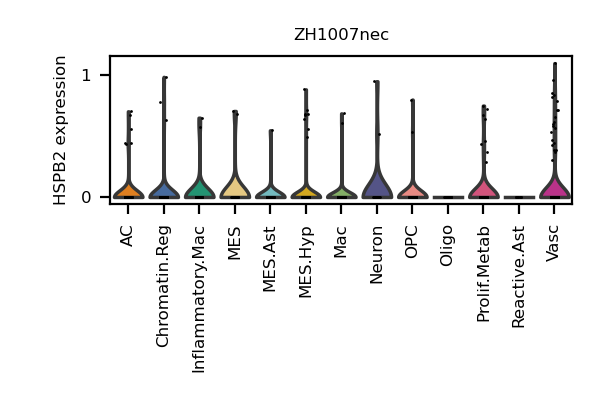 ZH1007nec
HSPB2 expression
1
0
AC
Chromatin.Reg
Inflammatory.Mac
MES
MES.Ast
MES.Hyp
Mac
Neuron
OPC
Oligo
Prolif.Metab
Reactive.Ast
Vasc